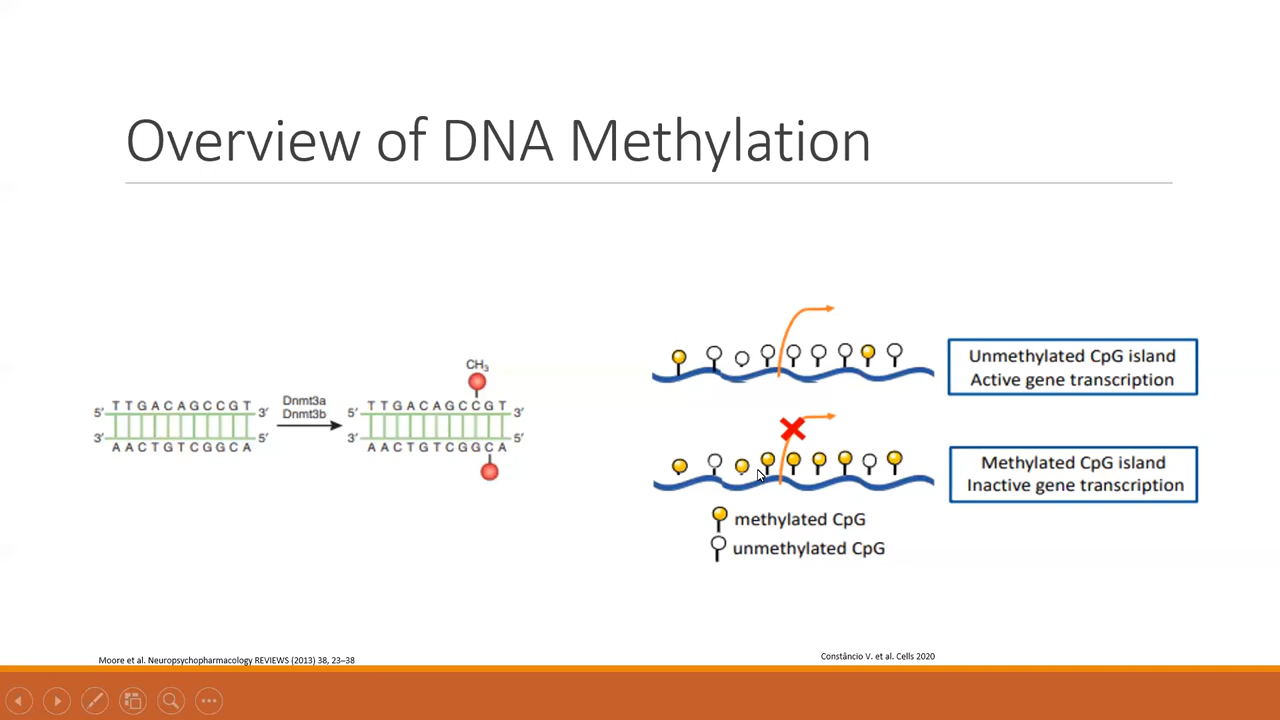 Overview of DNA Methylation
CH3
5' TTGACAGCCGT 3'
3' AACTGTCGGCA 5'
Dnmt3a
Dnmt3b
5' TTGACAGCCGT 3'
3' AACTGTCGGCA 5'
Unmethylated CpG island
Active gene transcription
Methylated CpG island
Inactive gene transcription
methylated CpG
unmethylated CpG
Moore et al. Neuropsychopharmacology REVIEWS (2013) 38, 23–38
Constâncio V. et al. Cells 2020